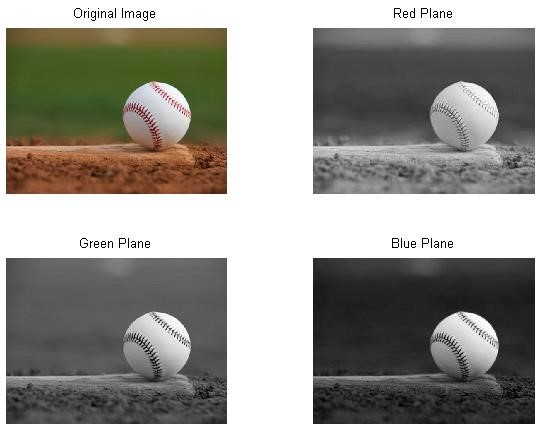 Original Image
Red Plane
Green Plane
Blue Plane